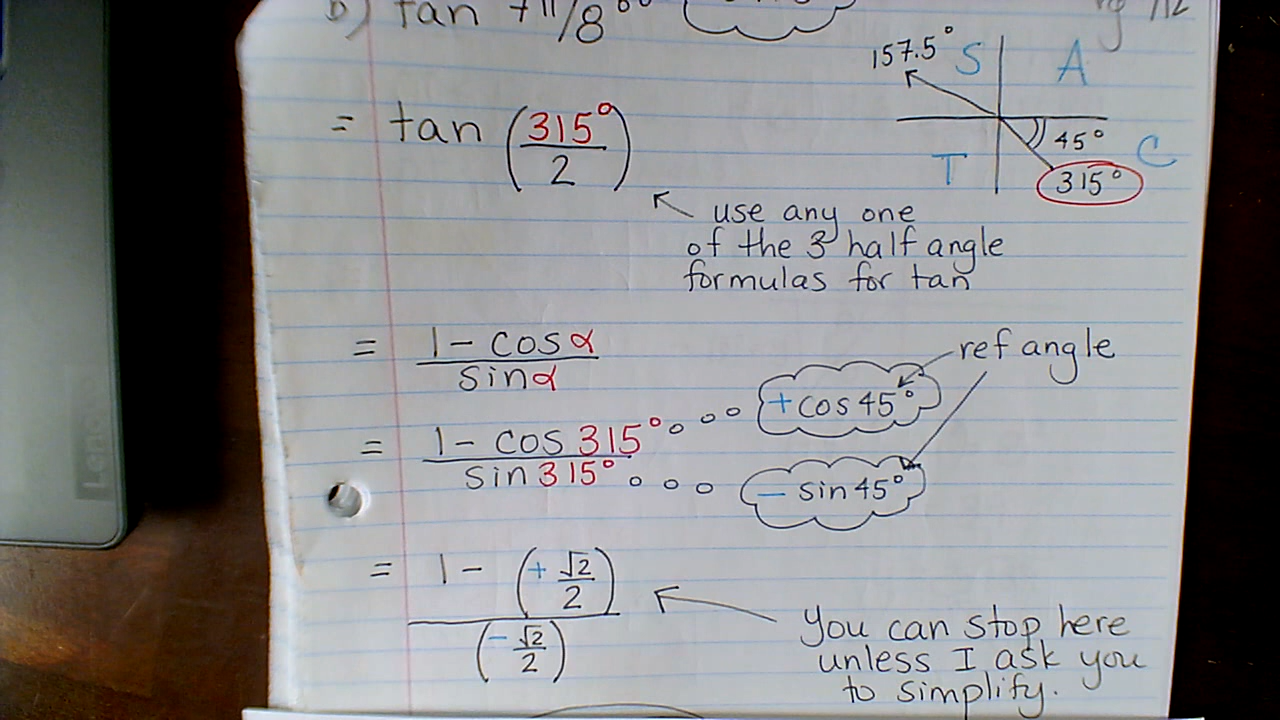 b) tan 7π/8
157.5° S A
= tan (315°/2)
45°
T C
315°
use any one
of the 3 half angle
formulas for tan
= 1 - cos α / sin α
ref angle
+ cos 45°
= 1 - cos 315° / sin 315°
- sin 45°
= 1 - (+ √2/2) / (- √2/2)
You can stop here
unless I ask you
to simplify.